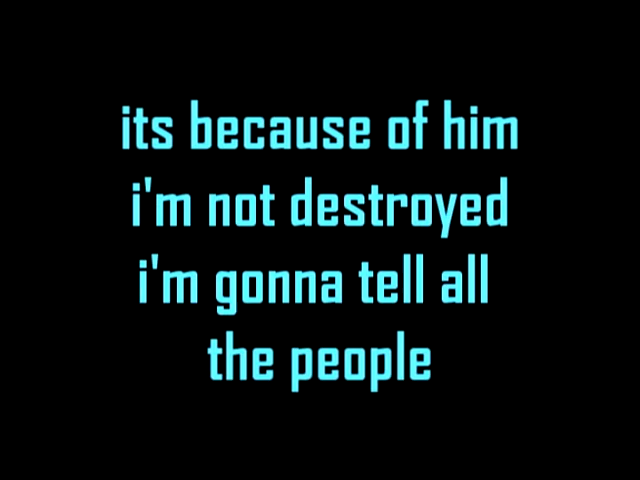 its because of him
i'm not destroyed
i'm gonna tell all
the people